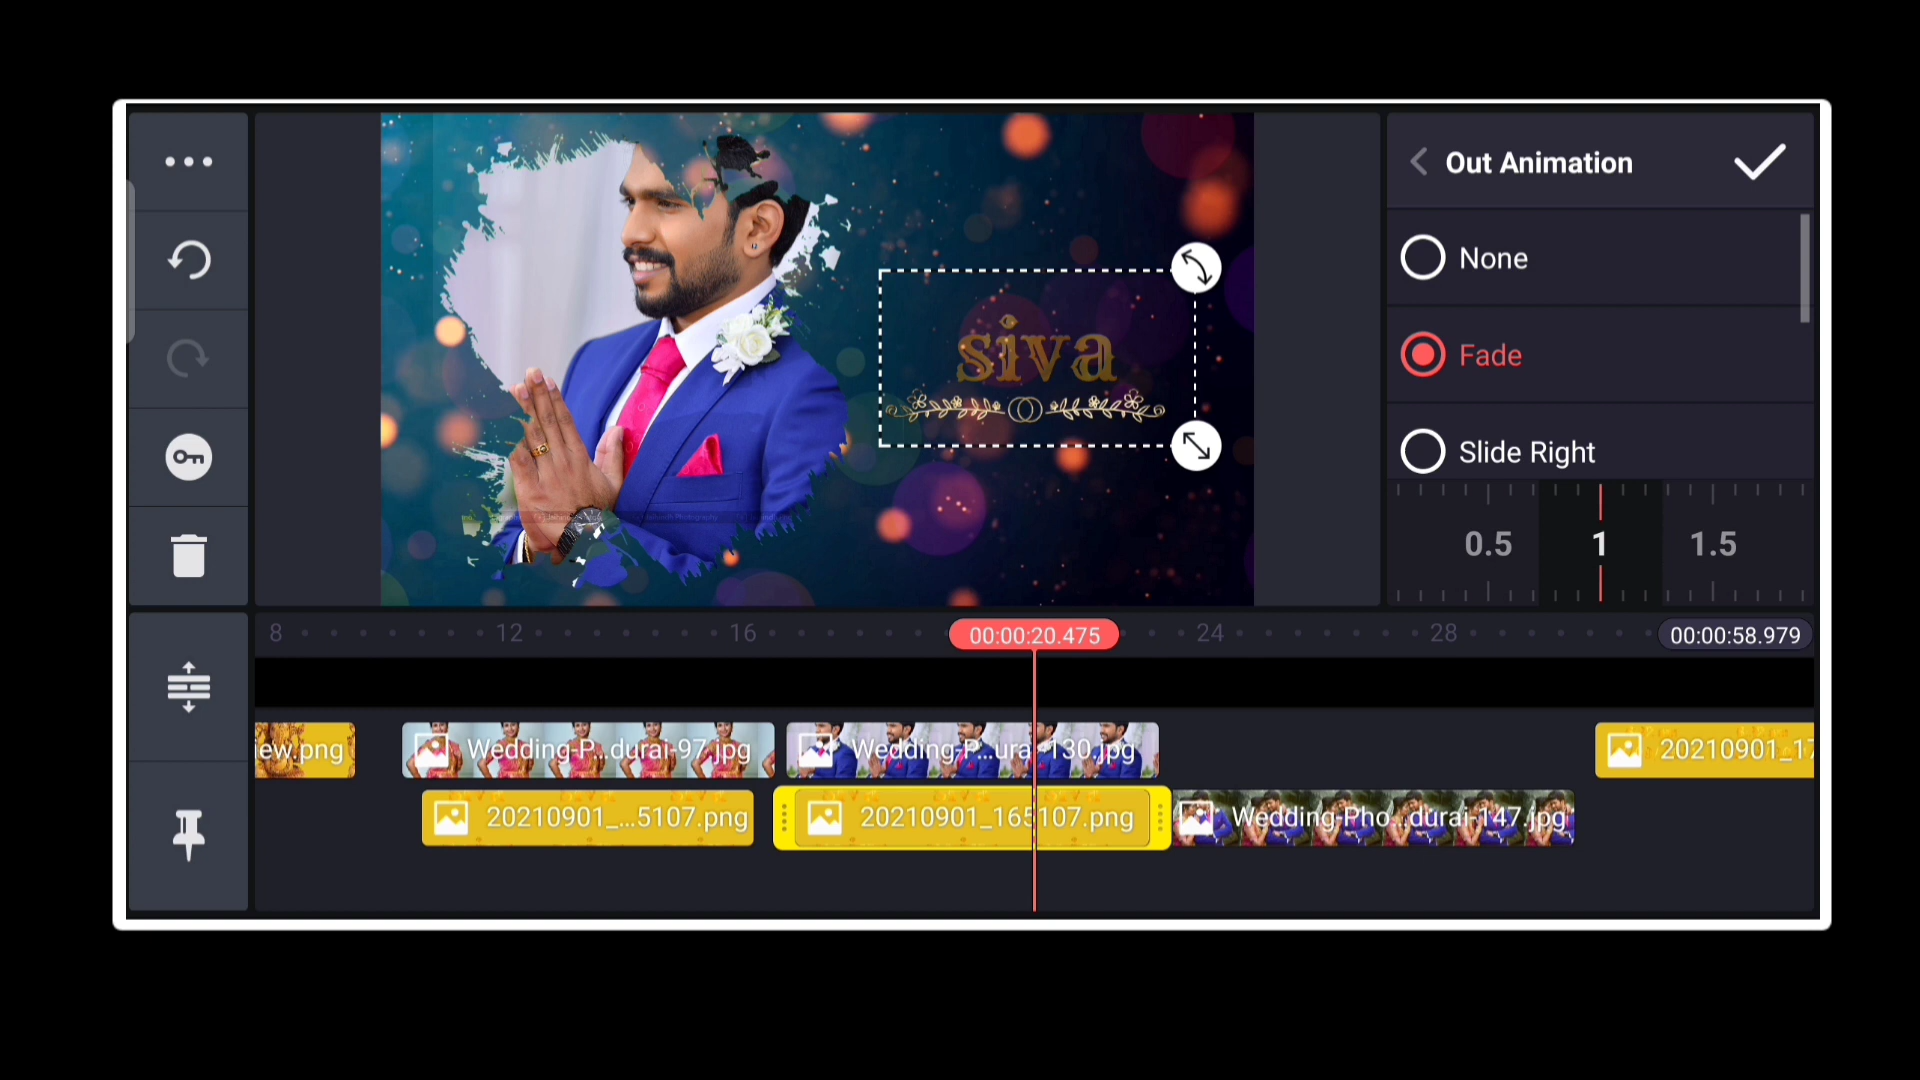 Out Animation
None
Fade
Slide Right
0.5 1 1.5
siva
8 12 16 00:00:20.475 24 28 00:00:58.979
iew.png Wedding-P...durai-97.jpg Wedding-P...ura -130.jpg 20210901_17
20210901_...5107.png 20210901_165107.png Wedding-Pho...durai-147.jpg